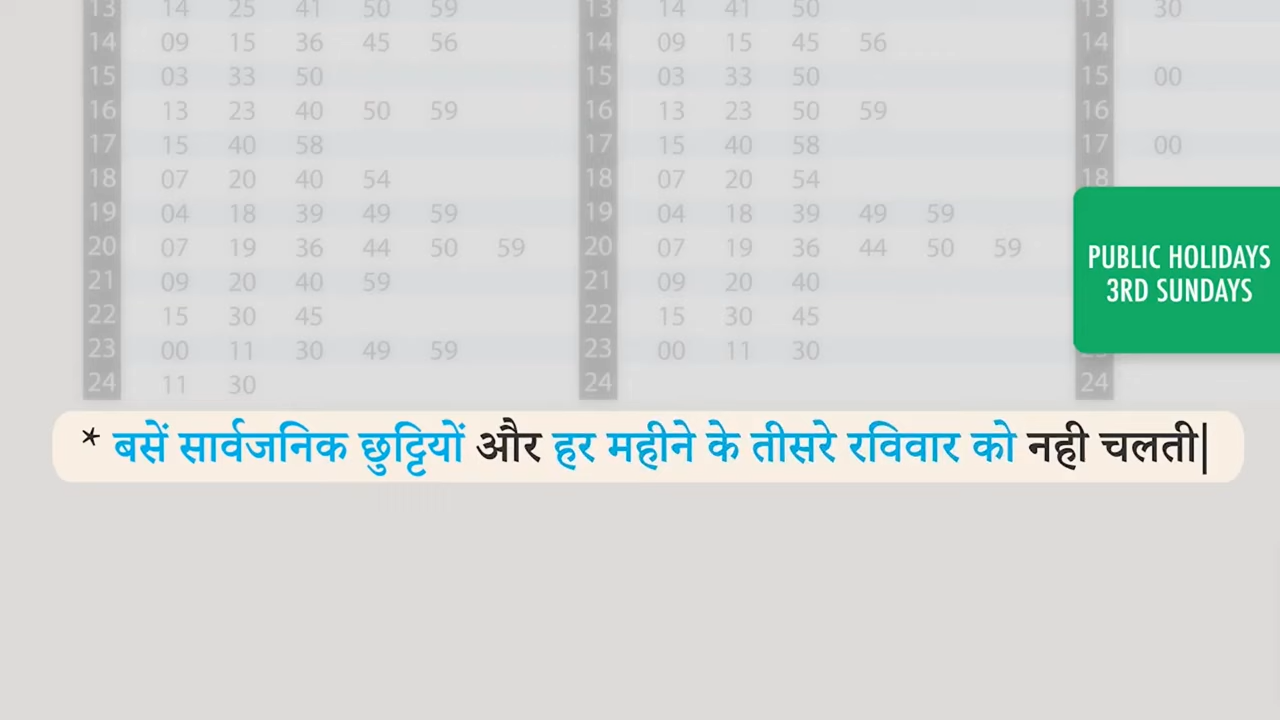 13 14 25 41 50 59 13 14 41 50 13 30
14 09 15 36 45 56 14 09 15 45 56 14
15 03 33 50 15 03 33 50 15 00
16 13 23 40 50 59 16 13 23 50 59 16
17 15 40 58 17 15 40 58 17 00
18 07 20 40 54 18 07 20 54 18
19 04 18 39 49 59 19 04 18 39 49 59
20 07 19 36 44 50 59 20 07 19 36 44 50 59
PUBLIC HOLIDAYS
3RD SUNDAYS
21 09 20 40 59 21 09 20 40
22 15 30 45 22 15 30 45
23 00 11 30 49 59 23 00 11 30 23
24 11 30 24 24
* बसें सार्वजनिक छुट्टियों और हर महीने के तीसरे रविवार को नही चलती|